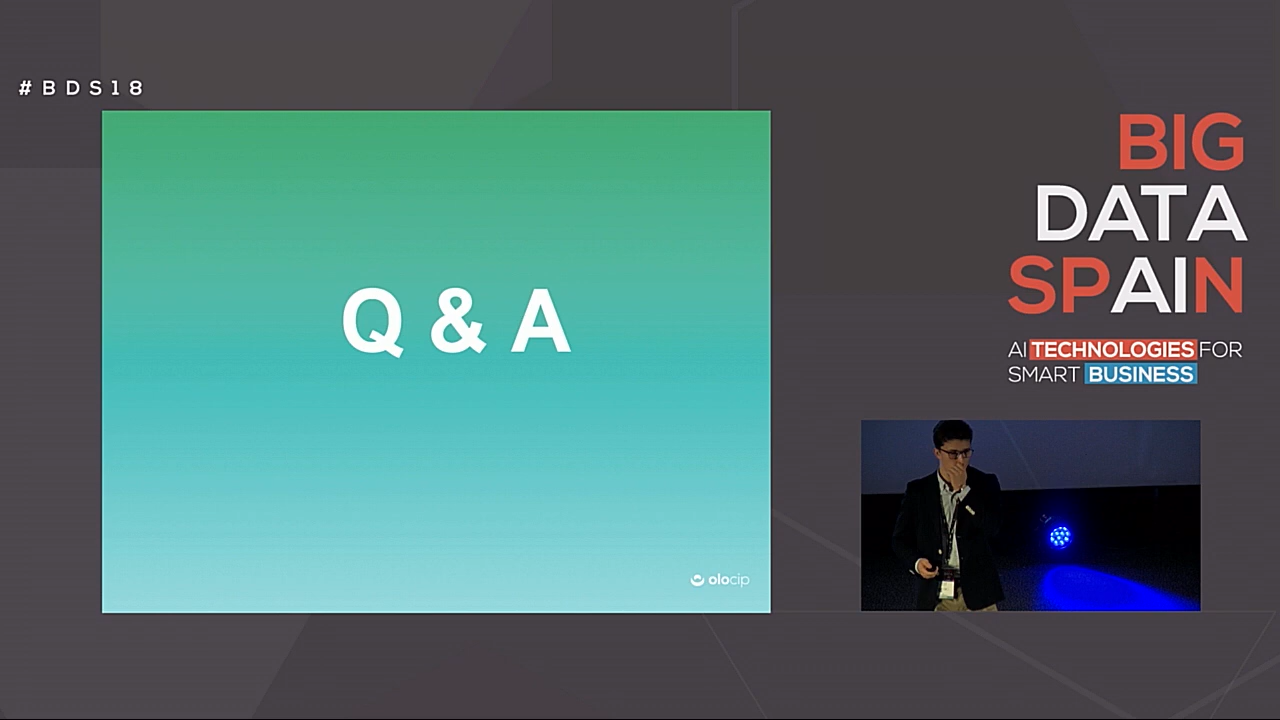 #BDS18
Q & A
olocip
BIG
DATA
SPAIN
AI TECHNOLOGIES FOR
SMART BUSINESS